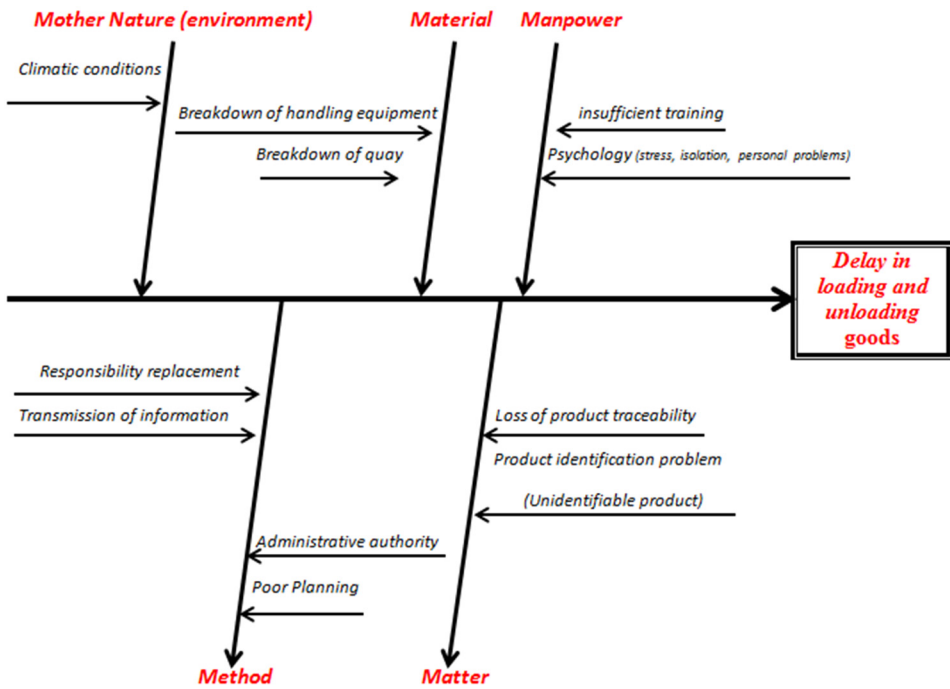 Mother Nature (environment)
Material
Manpower
Climatic conditions
Breakdown of handling equipment
Breakdown of quay
insufficient training
Psychology (stress, isolation, personal problems)
Delay in
loading and
unloading
goods
Responsibility replacement
Transmission of information
Loss of product traceability
Product identification problem
(Unidentifiable product)
Administrative authority
Poor Planning
Method
Matter